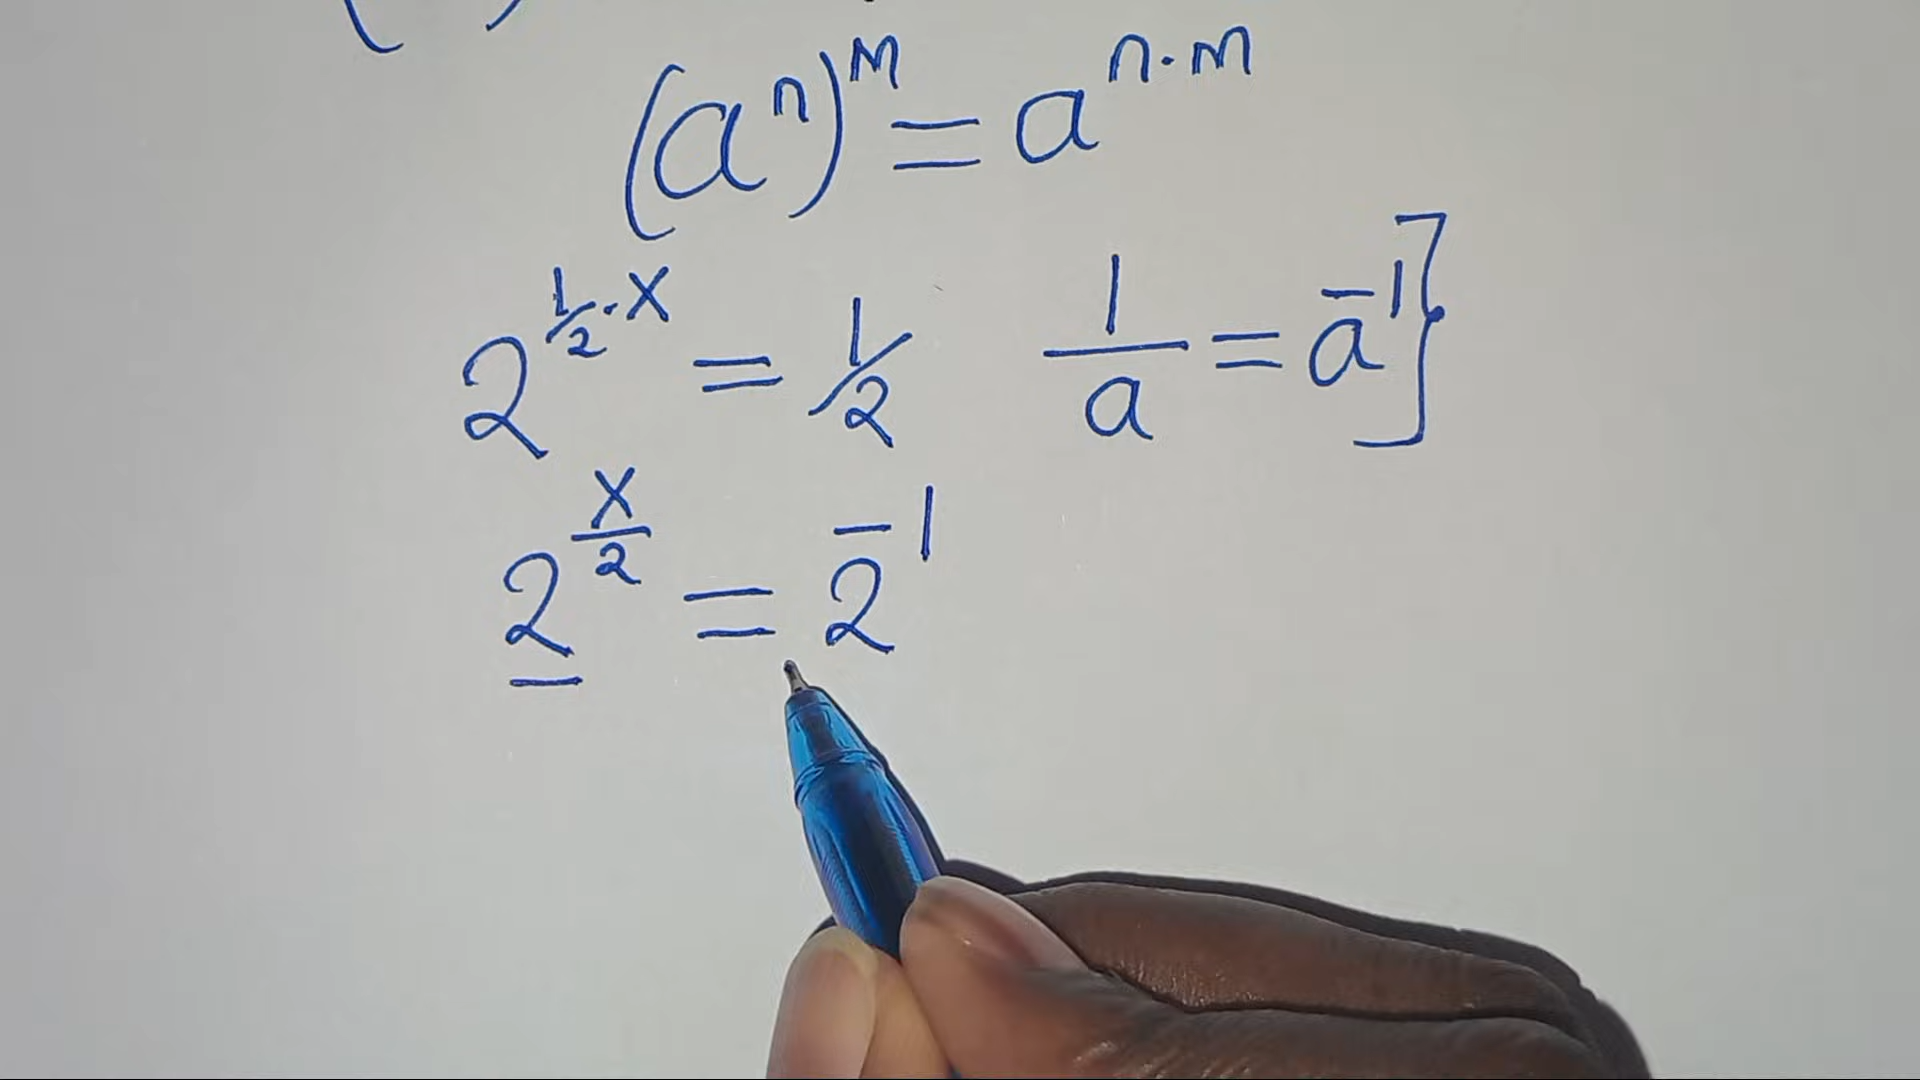 (aⁿ)ᵐ = aⁿ·ᵐ
2^(1/2 · x) = 1/2    1/a = a⁻¹]
2^(x/2) = 2⁻¹